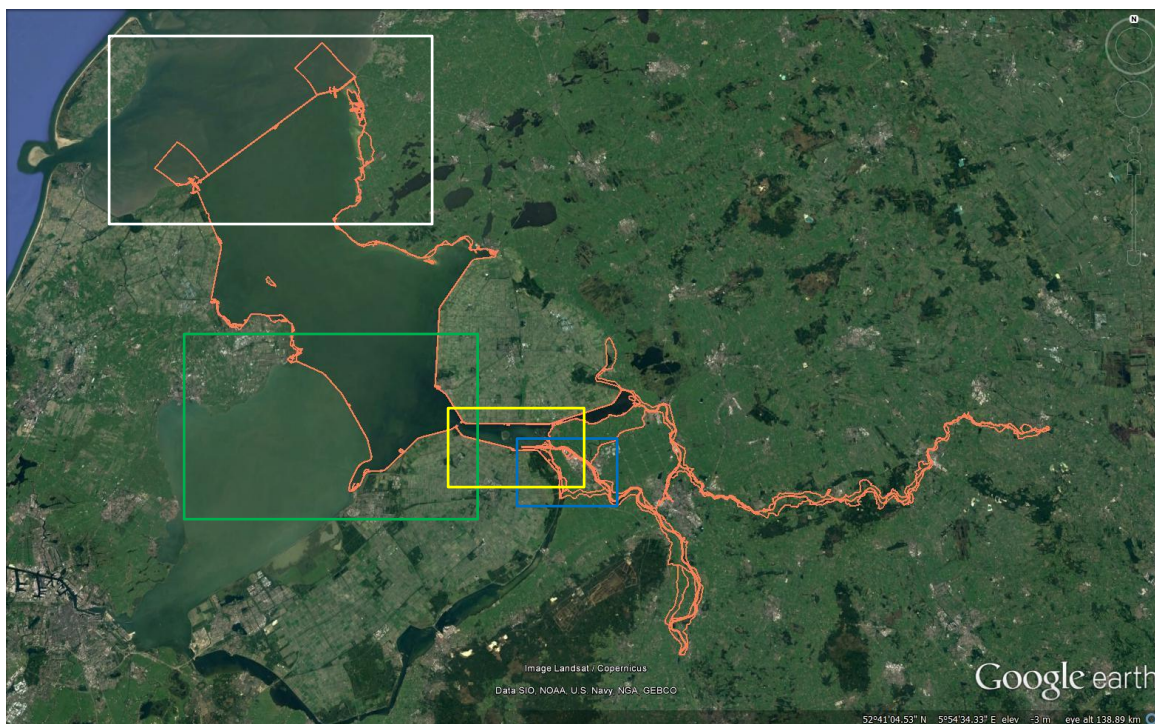 N
Image Landsat / Copernicus
Data SIO, NOAA, U.S. Navy, NGA, GEBCO
Google earth
52°41'04.53" N 5°54'34.33" E elev -3 m eye alt 138.89 km